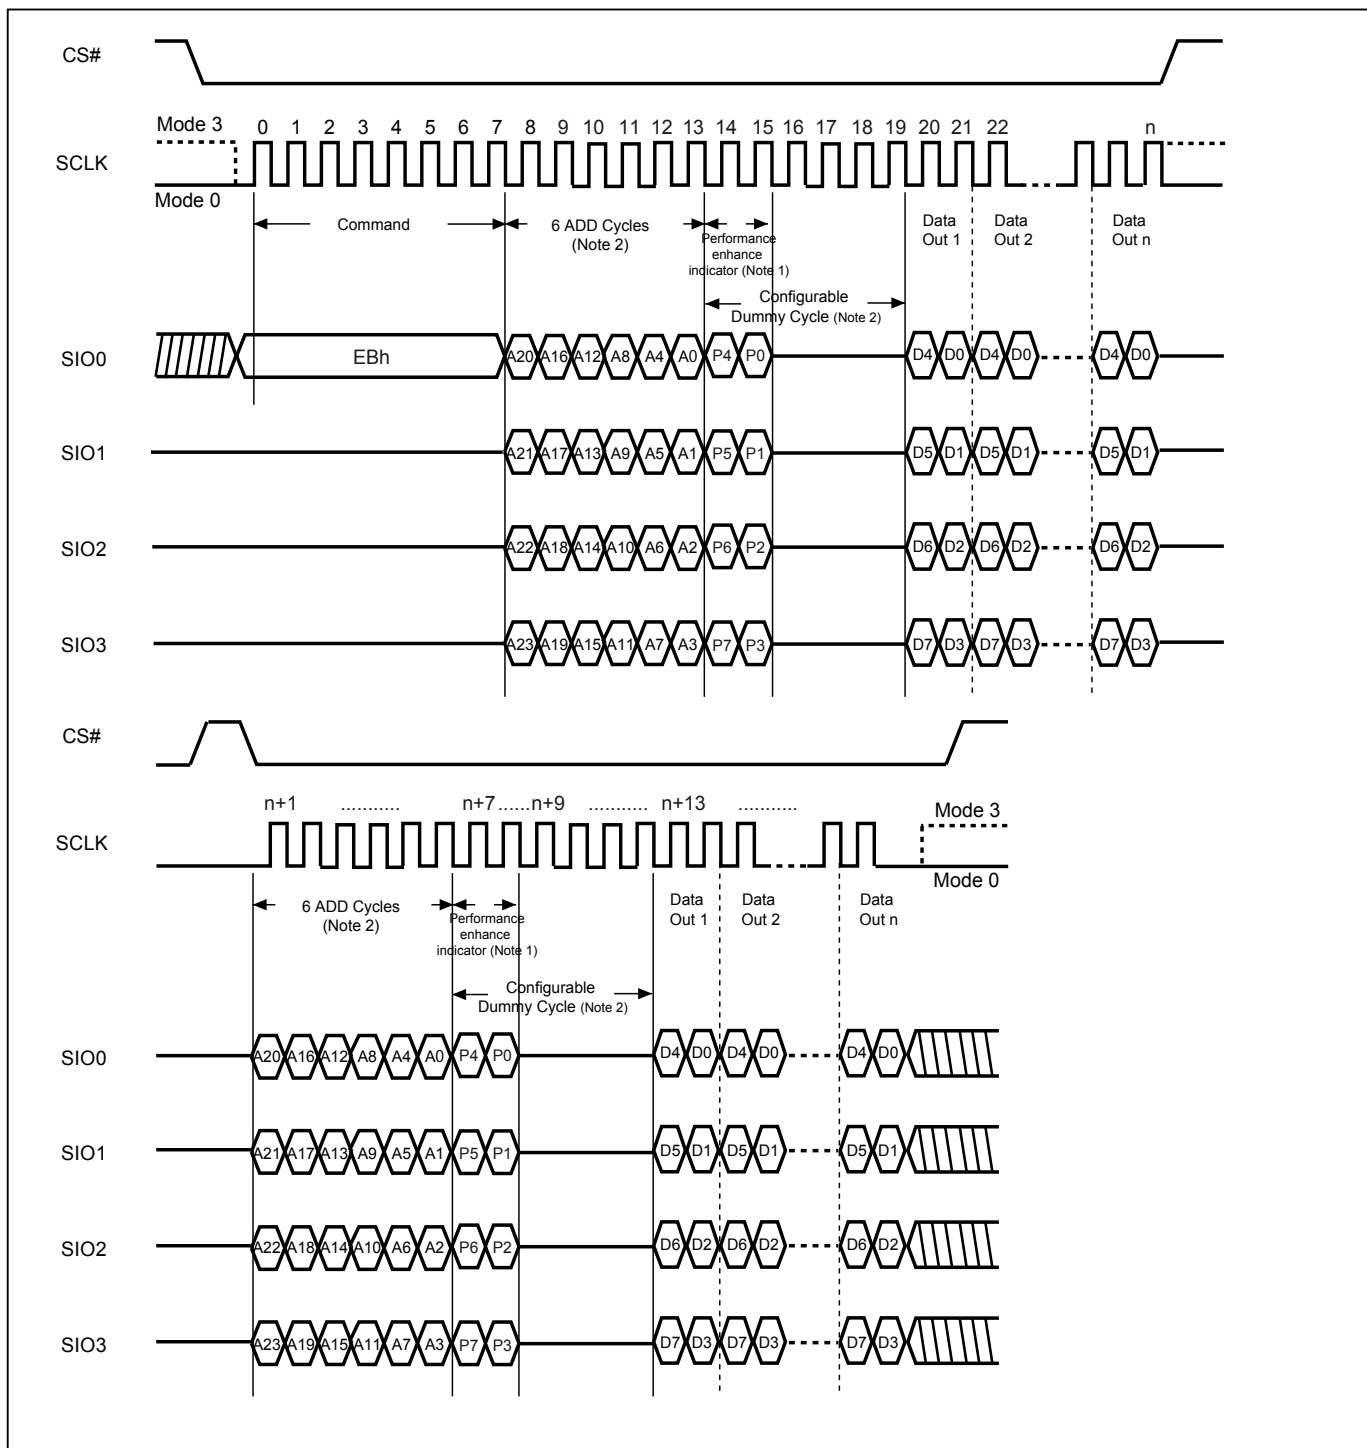 CS#
Mode 3 0 1 2 3 4 5 6 7 8 9 10 11 12 13 14 15 16 17 18 19 20 21 22 n
SCLK
Mode 0
Command 6 ADD Cycles (Note 2) Performance enhance indicator (Note 1) Data Out 1 Data Out 2 Data Out n
Configurable Dummy Cycle (Note 2)
SIO0 EBh A20 A16 A12 A8 A4 A0 P4 P0 D4 D0 D4 D0 D4 D0
SIO1 A21 A17 A13 A9 A5 A1 P5 P1 D5 D1 D5 D1 D5 D1
SIO2 A22 A18 A14 A10 A6 A2 P6 P2 D6 D2 D6 D2 D6 D2
SIO3 A23 A19 A15 A11 A7 A3 P7 P3 D7 D3 D7 D3 D7 D3
CS#
n+1 ........... n+7 ......n+9 ........... n+13 ........... Mode 3
SCLK
Mode 0
6 ADD Cycles (Note 2) Performance enhance indicator (Note 1) Data Out 1 Data Out 2 Data Out n
Configurable Dummy Cycle (Note 2)
SIO0 A20 A16 A12 A8 A4 A0 P4 P0 D4 D0 D4 D0 D4 D0
SIO1 A21 A17 A13 A9 A5 A1 P5 P1 D5 D1 D5 D1 D5 D1
SIO2 A22 A18 A14 A10 A6 A2 P6 P2 D6 D2 D6 D2 D6 D2
SIO3 A23 A19 A15 A11 A7 A3 P7 P3 D7 D3 D7 D3 D7 D3